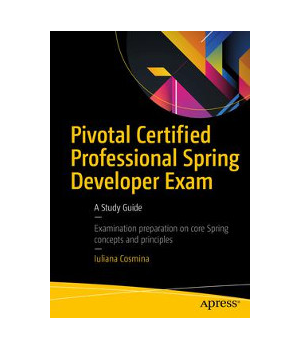 Pivotal Certified
Professional Spring
Developer Exam
A Study Guide
—
Examination preparation on core Spring
concepts and principles
—
Iuliana Cosmina
Apress®